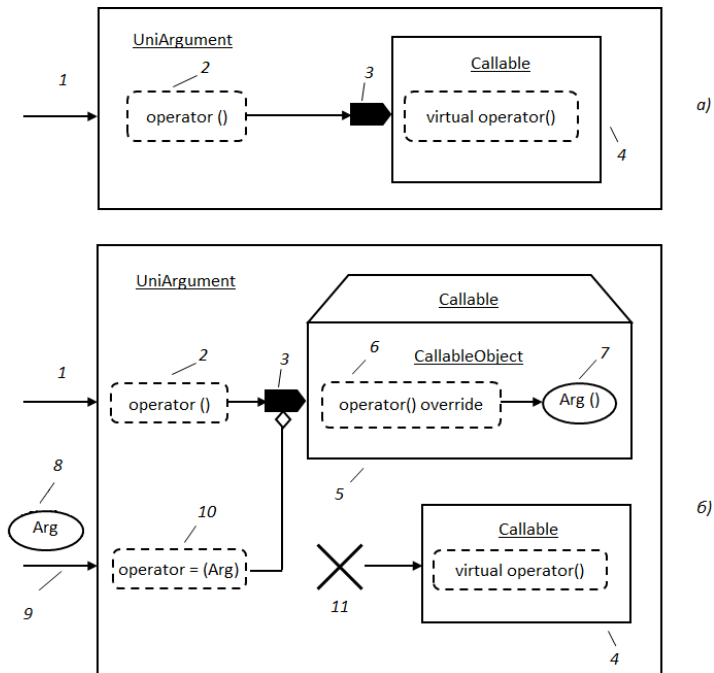 UniArgument
Callable
1
2
3
а)
operator ()
virtual operator()
4
UniArgument
Callable
1
2
3
6
CallableObject
7
operator ()
operator() override
Arg ()
8
5
Arg
10
Callable
б)
operator = (Arg)
virtual operator()
9
11
4